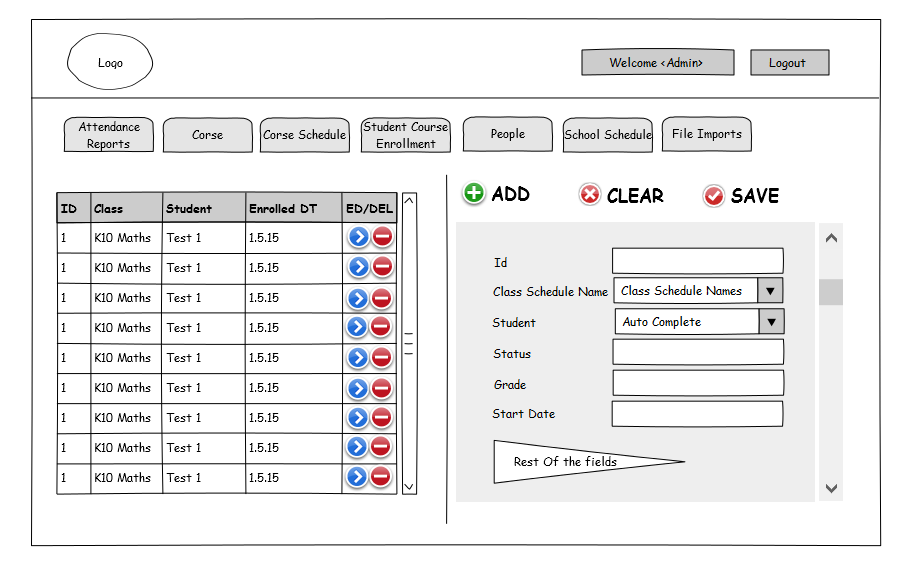 Logo
Welcome <Admin>
Logout
Attendance
Reports
Corse
Corse Schedule
Student Course
Enrollment
People
School Schedule
File Imports
ADD
CLEAR
SAVE
ID Class Student Enrolled DT ED/DEL
1 K10 Maths Test 1 1.5.15
1 K10 Maths Test 1 1.5.15
1 K10 Maths Test 1 1.5.15
1 K10 Maths Test 1 1.5.15
1 K10 Maths Test 1 1.5.15
1 K10 Maths Test 1 1.5.15
1 K10 Maths Test 1 1.5.15
1 K10 Maths Test 1 1.5.15
1 K10 Maths Test 1 1.5.15
Id
Class Schedule Name Class Schedule Names
Student Auto Complete
Status
Grade
Start Date
Rest Of the fields